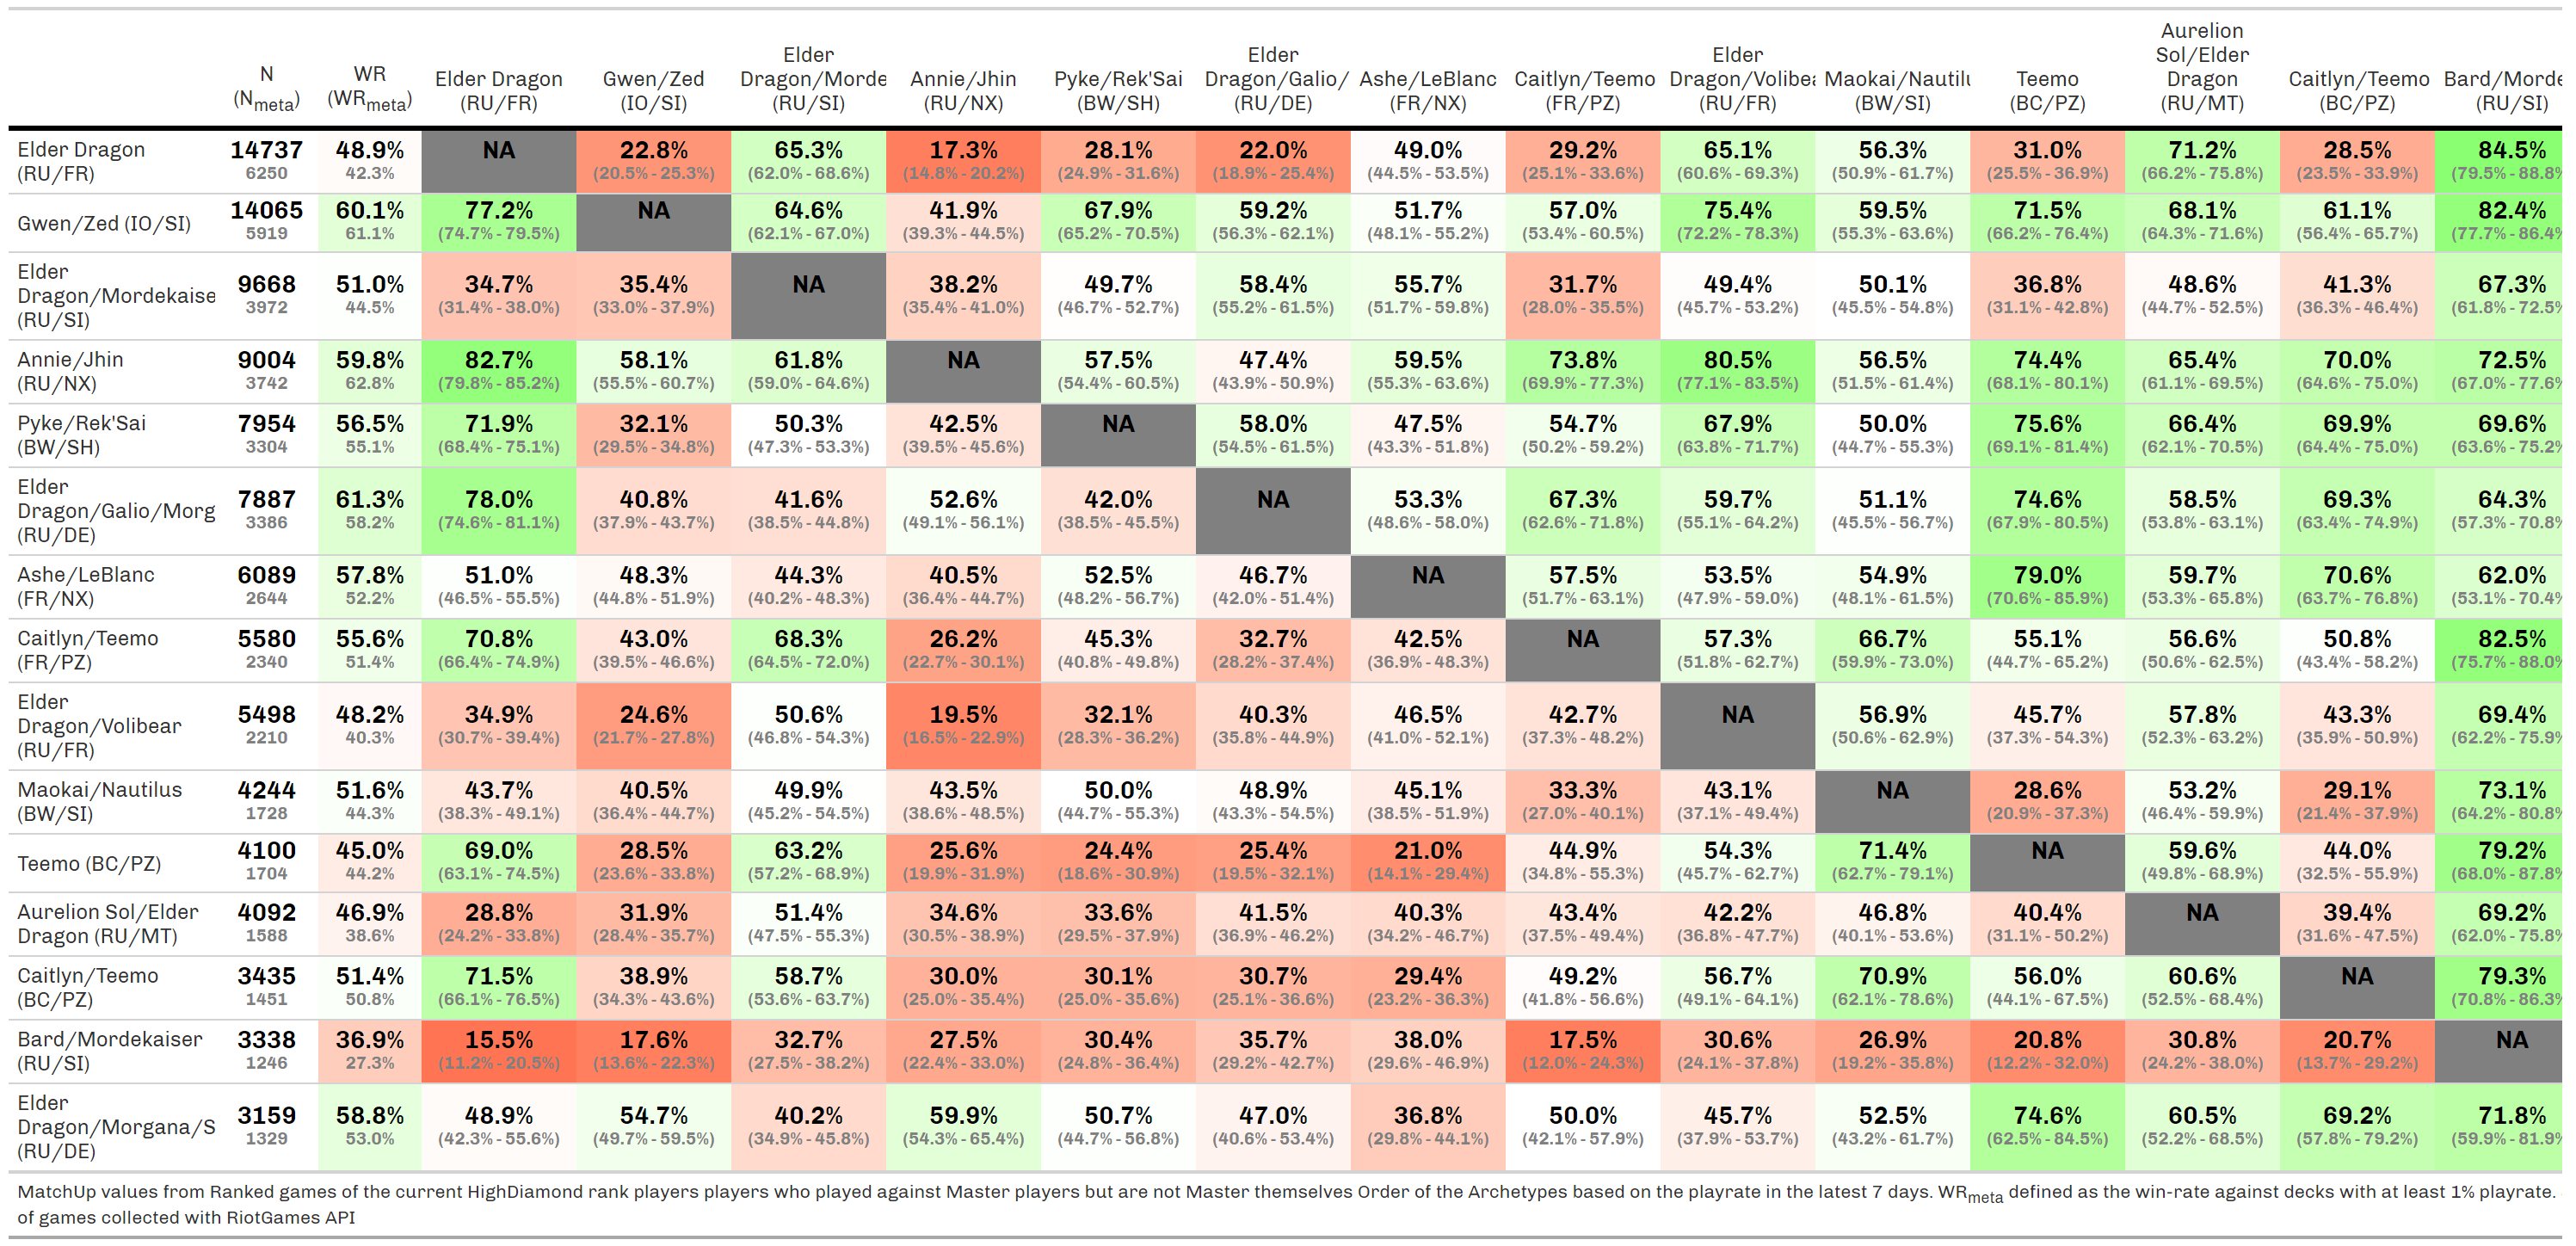 N (N_meta) WR (WR_meta) Elder Dragon (RU/FR) Gwen/Zed (IO/SI) Elder Dragon/Morde (RU/SI) Annie/Jhin (RU/NX) Pyke/Rek'Sai (BW/SH) Elder Dragon/Galio/ (RU/DE) Ashe/LeBlanc (FR/NX) Caitlyn/Teemo (FR/PZ) Elder Dragon/Volibea (RU/FR) Maokai/Nautilu (BW/SI) Teemo (BC/PZ) Aurelion Sol/Elder Dragon (RU/MT) Caitlyn/Teemo (BC/PZ) Bard/Morde (RU/SI)
Elder Dragon (RU/FR) 14737 48.9% NA 22.8% 65.3% 17.3% 28.1% 22.0% 49.0% 29.2% 65.1% 56.3% 31.0% 71.2% 28.5% 84.5%
6250 42.3% (20.5% - 25.3%) (62.0% - 68.6%) (14.8% - 20.2%) (24.9% - 31.6%) (18.9% - 25.4%) (44.5% - 53.5%) (25.1% - 33.6%) (60.6% - 69.3%) (50.9% - 61.7%) (25.5% - 36.9%) (66.2% - 75.8%) (23.5% - 33.9%) (79.5% - 88.8%
Gwen/Zed (IO/SI) 14065 60.1% 77.2% NA 64.6% 41.9% 67.9% 59.2% 51.7% 57.0% 75.4% 59.5% 71.5% 68.1% 61.1% 82.4%
5919 61.1% (74.7% - 79.5%) (62.1% - 67.0%) (39.3% - 44.5%) (65.2% - 70.5%) (56.3% - 62.1%) (48.1% - 55.2%) (53.4% - 60.5%) (72.2% - 78.3%) (55.3% - 63.6%) (66.2% - 76.4%) (64.3% - 71.6%) (56.4% - 65.7%) (77.7% - 86.4%
Elder Dragon/Mordekaise (RU/SI) 9668 51.0% 34.7% 35.4% NA 38.2% 49.7% 58.4% 55.7% 31.7% 49.4% 50.1% 36.8% 48.6% 41.3% 67.3%
3972 44.5% (31.4% - 38.0%) (33.0% - 37.9%) (35.4% - 41.0%) (46.7% - 52.7%) (55.2% - 61.5%) (51.7% - 59.8%) (28.0% - 35.5%) (45.7% - 53.2%) (45.5% - 54.8%) (31.1% - 42.8%) (44.7% - 52.5%) (36.3% - 46.4%) (61.8% - 72.5%
Annie/Jhin (RU/NX) 9004 59.8% 82.7% 58.1% 61.8% NA 57.5% 47.4% 59.5% 73.8% 80.5% 56.5% 74.4% 65.4% 70.0% 72.5%
3742 62.8% (79.8% - 85.2%) (55.5% - 60.7%) (59.0% - 64.6%) (54.4% - 60.5%) (43.9% - 50.9%) (55.3% - 63.6%) (69.9% - 77.3%) (77.1% - 83.5%) (51.5% - 61.4%) (68.1% - 80.1%) (61.1% - 69.5%) (64.6% - 75.0%) (67.0% - 77.6%
Pyke/Rek'Sai (BW/SH) 7954 56.5% 71.9% 32.1% 50.3% 42.5% NA 58.0% 47.5% 54.7% 67.9% 50.0% 75.6% 66.4% 69.9% 69.6%
3304 55.1% (68.4% - 75.1%) (29.5% - 34.8%) (47.3% - 53.3%) (39.5% - 45.6%) (54.5% - 61.5%) (43.3% - 51.8%) (50.2% - 59.2%) (63.8% - 71.7%) (44.7% - 55.3%) (69.1% - 81.4%) (62.1% - 70.5%) (64.4% - 75.0%) (63.6% - 75.2%
Elder Dragon/Galio/Morg (RU/DE) 7887 61.3% 78.0% 40.8% 41.6% 52.6% 42.0% NA 53.3% 67.3% 59.7% 51.1% 74.6% 58.5% 69.3% 64.3%
3386 58.2% (74.6% - 81.1%) (37.9% - 43.7%) (38.5% - 44.8%) (49.1% - 56.1%) (38.5% - 45.5%) (48.6% - 58.0%) (62.6% - 71.8%) (55.1% - 64.2%) (45.5% - 56.7%) (67.9% - 80.5%) (53.8% - 63.1%) (63.4% - 74.9%) (57.3% - 70.8%
Ashe/LeBlanc (FR/NX) 6089 57.8% 51.0% 48.3% 44.3% 40.5% 52.5% 46.7% NA 57.5% 53.5% 54.9% 79.0% 59.7% 70.6% 62.0%
2644 52.2% (46.5% - 55.5%) (44.8% - 51.9%) (40.2% - 48.3%) (36.4% - 44.7%) (48.2% - 56.7%) (42.0% - 51.4%) (51.7% - 63.1%) (47.9% - 59.0%) (48.1% - 61.5%) (70.6% - 85.9%) (53.3% - 65.8%) (63.7% - 76.8%) (53.1% - 70.4%
Caitlyn/Teemo (FR/PZ) 5580 55.6% 70.8% 43.0% 68.3% 26.2% 45.3% 32.7% 42.5% NA 57.3% 66.7% 55.1% 56.6% 50.8% 82.5%
2340 51.4% (66.4% - 74.9%) (39.5% - 46.6%) (64.5% - 72.0%) (22.7% - 30.1%) (40.8% - 49.8%) (28.2% - 37.4%) (36.9% - 48.3%) (51.8% - 62.7%) (59.9% - 73.0%) (44.7% - 65.2%) (50.6% - 62.5%) (43.4% - 58.2%) (75.7% - 88.0%
Elder Dragon/Volibear (RU/FR) 5498 48.2% 34.9% 24.6% 50.6% 19.5% 32.1% 40.3% 46.5% 42.7% NA 56.9% 45.7% 57.8% 43.3% 69.4%
2210 40.3% (30.7% - 39.4%) (21.7% - 27.8%) (46.8% - 54.3%) (16.5% - 22.9%) (28.3% - 36.2%) (35.8% - 44.9%) (41.0% - 52.1%) (37.3% - 48.2%) (50.6% - 62.9%) (37.3% - 54.3%) (52.3% - 63.2%) (35.9% - 50.9%) (62.2% - 75.9%
Maokai/Nautilus (BW/SI) 4244 51.6% 43.7% 40.5% 49.9% 43.5% 50.0% 48.9% 45.1% 33.3% 43.1% NA 28.6% 53.2% 29.1% 73.1%
1728 44.3% (38.3% - 49.1%) (36.4% - 44.7%) (45.2% - 54.5%) (38.6% - 48.5%) (44.7% - 55.3%) (43.3% - 54.5%) (38.5% - 51.9%) (27.0% - 40.1%) (37.1% - 49.4%) (20.9% - 37.3%) (46.4% - 59.9%) (21.4% - 37.9%) (64.2% - 80.8%
Teemo (BC/PZ) 4100 45.0% 69.0% 28.5% 63.2% 25.6% 24.4% 25.4% 21.0% 44.9% 54.3% 71.4% NA 59.6% 44.0% 79.2%
1704 44.2% (63.1% - 74.5%) (23.6% - 33.8%) (57.2% - 68.9%) (19.9% - 31.9%) (18.6% - 30.9%) (19.5% - 32.1%) (14.1% - 29.4%) (34.8% - 55.3%) (45.7% - 62.7%) (62.7% - 79.1%) (49.8% - 68.9%) (32.5% - 55.9%) (68.0% - 87.8%
Aurelion Sol/Elder Dragon (RU/MT) 4092 46.9% 28.8% 31.9% 51.4% 34.6% 33.6% 41.5% 40.3% 43.4% 42.2% 46.8% 40.4% NA 39.4% 69.2%
1588 38.6% (24.2% - 33.8%) (28.4% - 35.7%) (47.5% - 55.3%) (30.5% - 38.9%) (29.5% - 37.9%) (36.9% - 46.2%) (34.2% - 46.7%) (37.5% - 49.4%) (36.8% - 47.7%) (40.1% - 53.6%) (31.1% - 50.2%) (31.6% - 47.5%) (62.0% - 75.8%
Caitlyn/Teemo (BC/PZ) 3435 51.4% 71.5% 38.9% 58.7% 30.0% 30.1% 30.7% 29.4% 49.2% 56.7% 70.9% 56.0% 60.6% NA 79.3%
1451 50.8% (66.1% - 76.5%) (34.3% - 43.6%) (53.6% - 63.7%) (25.0% - 35.4%) (25.0% - 35.6%) (25.1% - 36.6%) (23.2% - 36.3%) (41.8% - 56.6%) (49.1% - 64.1%) (62.1% - 78.6%) (44.1% - 67.5%) (52.5% - 68.4%) (70.8% - 86.3%
Bard/Mordekaiser (RU/SI) 3338 36.9% 15.5% 17.6% 32.7% 27.5% 30.4% 35.7% 38.0% 17.5% 30.6% 26.9% 20.8% 30.8% 20.7% NA
1246 27.3% (11.2% - 20.5%) (13.6% - 22.3%) (27.5% - 38.2%) (22.4% - 33.0%) (24.8% - 36.4%) (29.2% - 42.7%) (29.6% - 46.9%) (12.0% - 24.3%) (24.1% - 37.8%) (19.2% - 35.8%) (12.2% - 32.0%) (24.2% - 38.0%) (13.7% - 29.2%)
Elder Dragon/Morgana/S (RU/DE) 3159 58.8% 48.9% 54.7% 40.2% 59.9% 50.7% 47.0% 36.8% 50.0% 45.7% 52.5% 74.6% 60.5% 69.2% 71.8%
1329 53.0% (42.3% - 55.6%) (49.7% - 59.5%) (34.9% - 45.8%) (54.3% - 65.4%) (44.7% - 56.8%) (40.6% - 53.4%) (29.8% - 44.1%) (42.1% - 57.9%) (37.9% - 53.7%) (43.2% - 61.7%) (62.5% - 84.5%) (52.2% - 68.5%) (57.8% - 79.2%) (59.9% - 81.9%
MatchUp values from Ranked games of the current HighDiamond rank players players who played against Master players but are not Master themselves Order of the Archetypes based on the playrate in the latest 7 days. WR_meta defined as the win-rate against decks with at least 1% playrate.
of games collected with RiotGames API